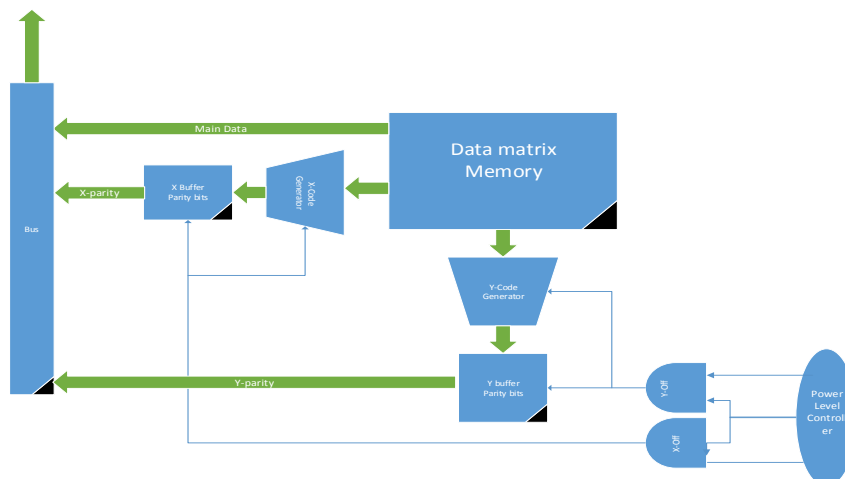 Main Data
Data matrix
Memory
X Buffer
Parity bits
X-Code
Generator
X-parity
Bus
Y-Code
Generator
Y-parity
Y buffer
Parity bits
Y-Off
X-Off
Power
Level
Control
er